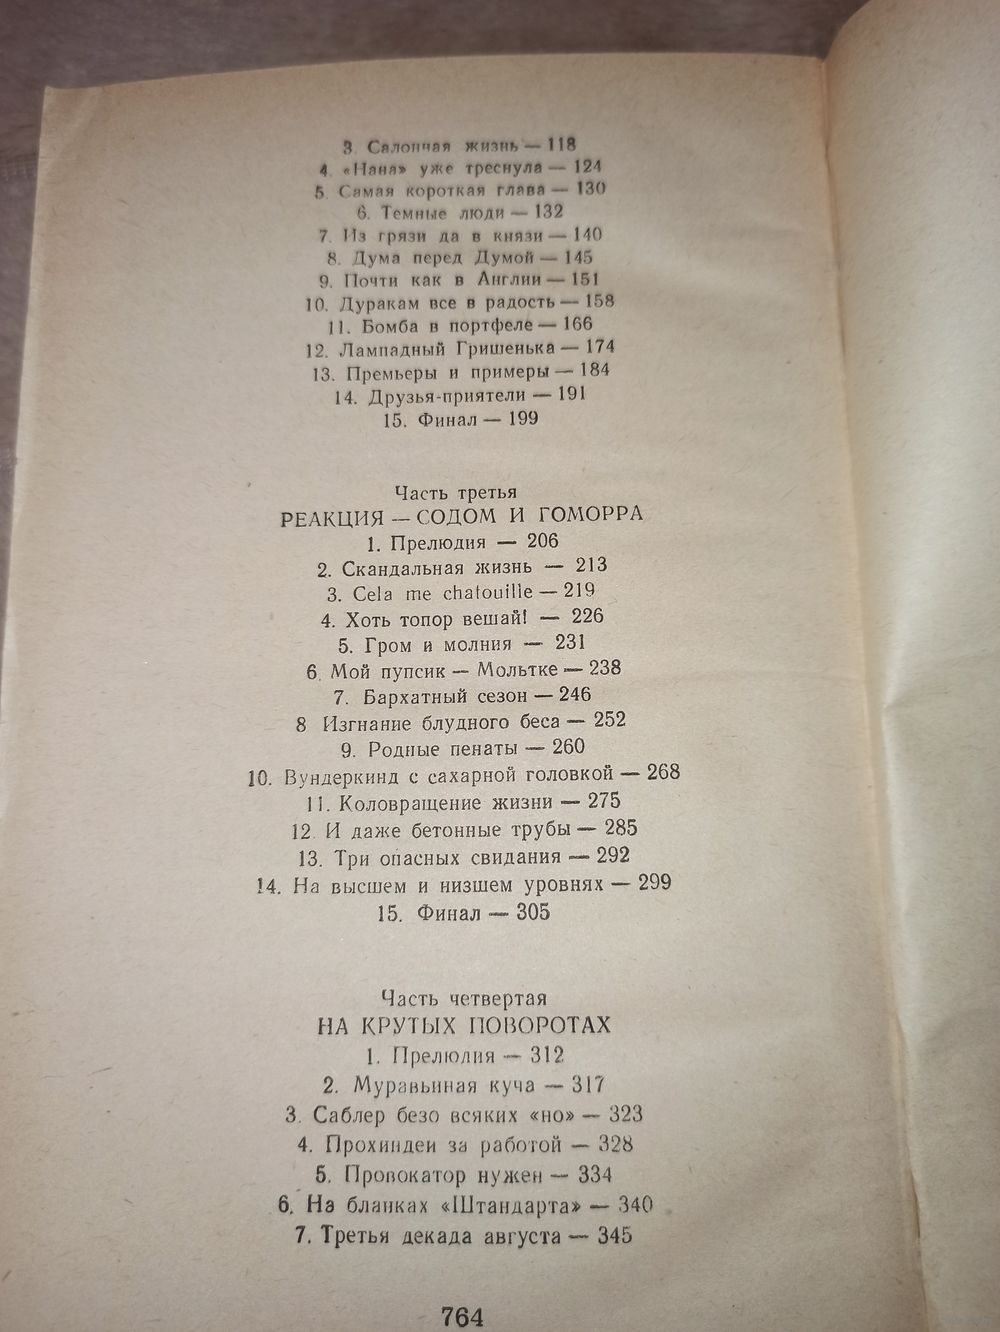 3. Салонная жизнь — 118
4. «Нана» уже треснула — 124
5. Самая короткая глава — 130
6. Темные люди — 132
7. Из грязи да в князи — 140
8. Дума перед Думой — 145
9. Почти как в Англии — 151
10. Дуракам все в радость — 158
11. Бомба в портфеле — 166
12. Лампадный Гришенька — 174
13. Премьеры и примеры — 184
14. Друзья-приятели — 191
15. Финал — 199
Часть третья
РЕАКЦИЯ — СОДОМ И ГОМОРРА
1. Прелюдия — 206
2. Скандальная жизнь — 213
3. Cela me chatouille — 219
4. Хоть топор вешай! — 226
5. Гром и молния — 231
6. Мой пупсик — Мольтке — 238
7. Бархатный сезон — 246
8 Изгнание блудного беса — 252
9. Родные пенаты — 260
10. Вундеркинд с сахарной головкой — 268
11. Коловращение жизни — 275
12. И даже бетонные трубы — 285
13. Три опасных свидания — 292
14. На высшем и низшем уровнях — 299
15. Финал — 305
Часть четвертая
НА КРУТЫХ ПОВОРОТАХ
1. Прелюдия — 312
2. Муравьиная куча — 317
3. Саблер безо всяких «но» — 323
4. Прохиндеи за работой — 328
5. Провокатор нужен — 334
6. На бланках «Штандарта» — 340
7. Третья декада августа — 345
764